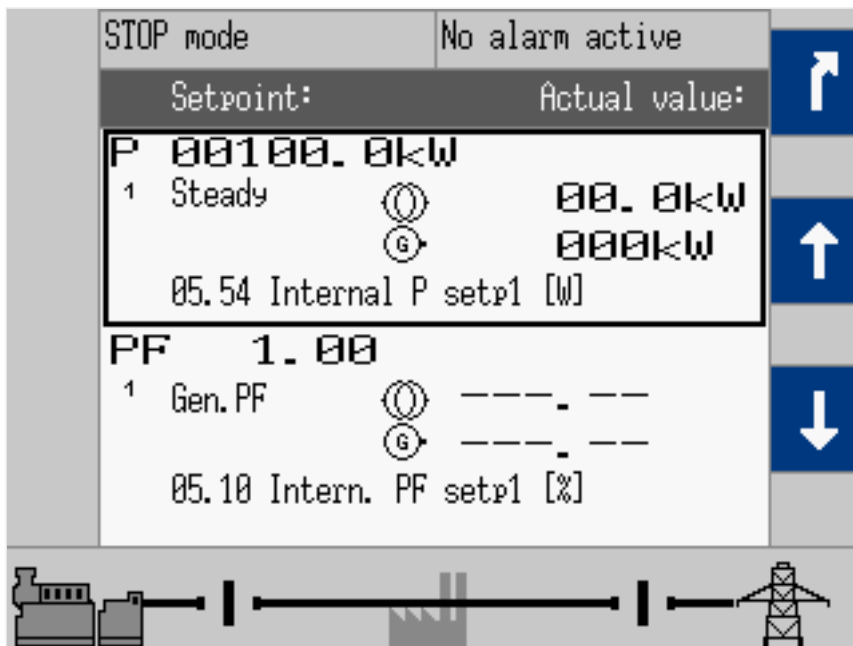 STOP mode No alarm active
Setpoint: Actual value:
P 00100.0kW
1 Steady 00.0kW
G 000kW
05.54 Internal P setp1 [W]
PF 1.00
1 Gen.PF ---.--
G ---.--
05.10 Intern. PF setp1 [%]